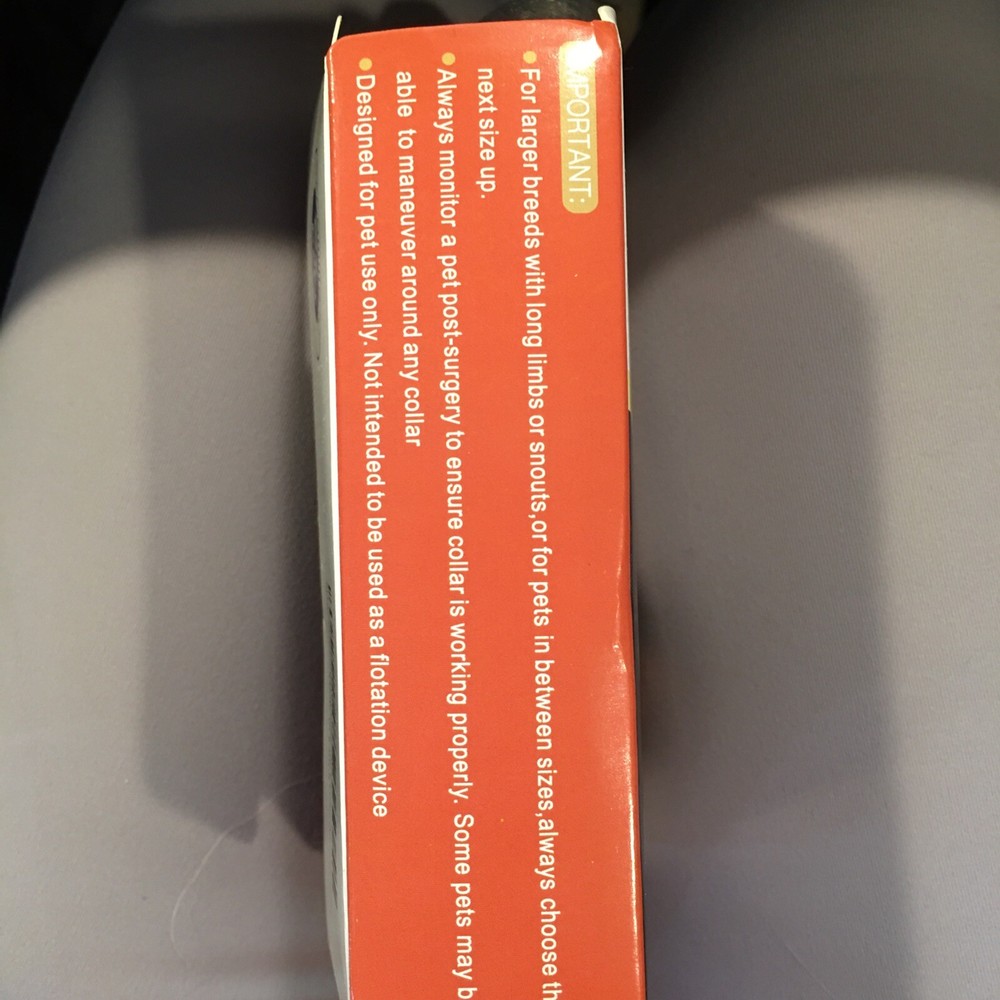 IMPORTANT:
• For larger breeds with long limbs or snouts,or for pets in between sizes,always choose th
next size up.
• Always monitor a pet post-surgery to ensure collar is working properly. Some pets may b
able to maneuver around any collar
• Designed for pet use only. Not intended to be used as a flotation device